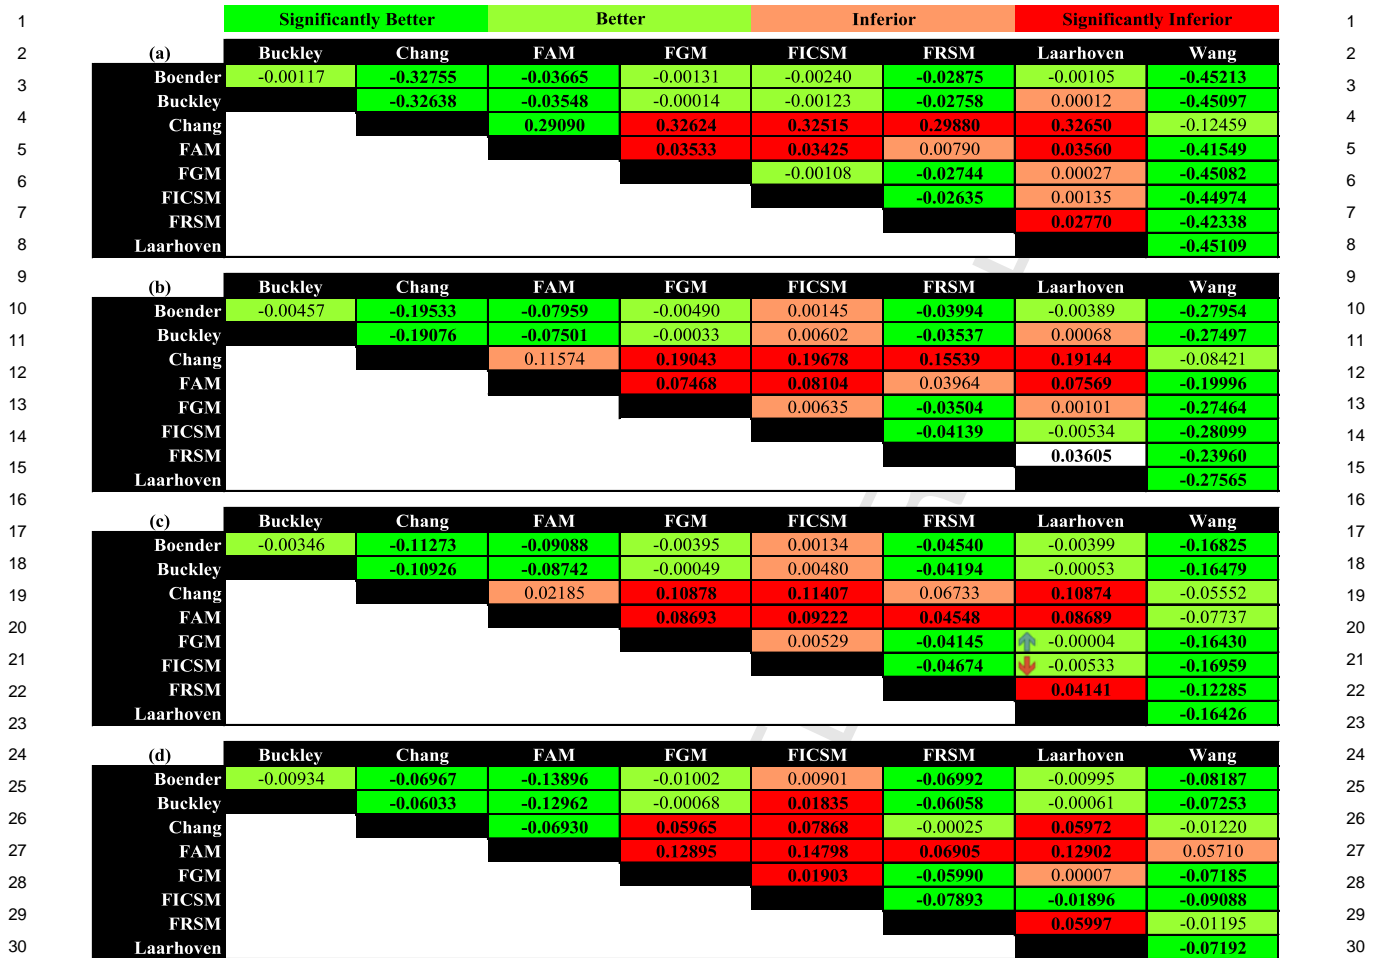 1 Significantly Better Better Inferior Significantly Inferior 1
2 (a) Buckley Chang FAM FGM FICSM FRSM Laarhoven Wang 2
3 Boender -0.00117 -0.32755 -0.03665 -0.00131 -0.00240 -0.02875 -0.00105 -0.45213 3
Buckley -0.32638 -0.03548 -0.00014 -0.00123 -0.02758 0.00012 -0.45097
4 Chang 0.29090 0.32624 0.32515 0.29880 0.32650 -0.12459 4
5 FAM 0.03533 0.03425 0.00790 0.03560 -0.41549 5
6 FGM -0.00108 -0.02744 0.00027 -0.45082 6
FICSM -0.02635 0.00135 -0.44974
7 FRSM 0.02770 -0.42338 7
8 Laarhoven -0.45109 8
9 9
10 (b) Buckley Chang FAM FGM FICSM FRSM Laarhoven Wang 10
Boender -0.00457 -0.19533 -0.07959 -0.00490 0.00145 -0.03994 -0.00389 -0.27954
11 Buckley -0.19076 -0.07501 -0.00033 0.00602 -0.03537 0.00068 -0.27497 11
12 Chang 0.11574 0.19043 0.19678 0.15539 0.19144 -0.08421 12
FAM 0.07468 0.08104 0.03964 0.07569 -0.19996
13 FGM 0.00635 -0.03504 0.00101 -0.27464 13
14 FICSM -0.04139 -0.00534 -0.28099 14
15 FRSM 0.03605 -0.23960 15
Laarhoven -0.27565
16 16
17 (c) Buckley Chang FAM FGM FICSM FRSM Laarhoven Wang 17
Boender -0.00346 -0.11273 -0.09088 -0.00395 0.00134 -0.04540 -0.00399 -0.16825
18 Buckley -0.10926 -0.08742 -0.00049 0.00480 -0.04194 -0.00053 -0.16479 18
19 Chang 0.02185 0.10878 0.11407 0.06733 0.10874 -0.05552 19
20 FAM 0.08693 0.09222 0.04548 0.08689 -0.07737 20
FGM 0.00529 -0.04145 -0.00004 -0.16430
21 FICSM -0.04674 -0.00533 -0.16959 21
22 FRSM 0.04141 -0.12285 22
23 Laarhoven -0.16426 23
24 (d) Buckley Chang FAM FGM FICSM FRSM Laarhoven Wang 24
25 Boender -0.00934 -0.06967 -0.13896 -0.01002 0.00901 -0.06992 -0.00995 -0.08187 25
Buckley -0.06033 -0.12962 -0.00068 0.01835 -0.06058 -0.00061 -0.07253
26 Chang -0.06930 0.05965 0.07868 -0.00025 0.05972 -0.01220 26
27 FAM 0.12895 0.14798 0.06905 0.12902 0.05710 27
28 FGM 0.01903 -0.05990 0.00007 -0.07185 28
FICSM -0.07893 -0.01896 -0.09088
29 FRSM 0.05997 -0.01195 29
30 Laarhoven -0.07192 30